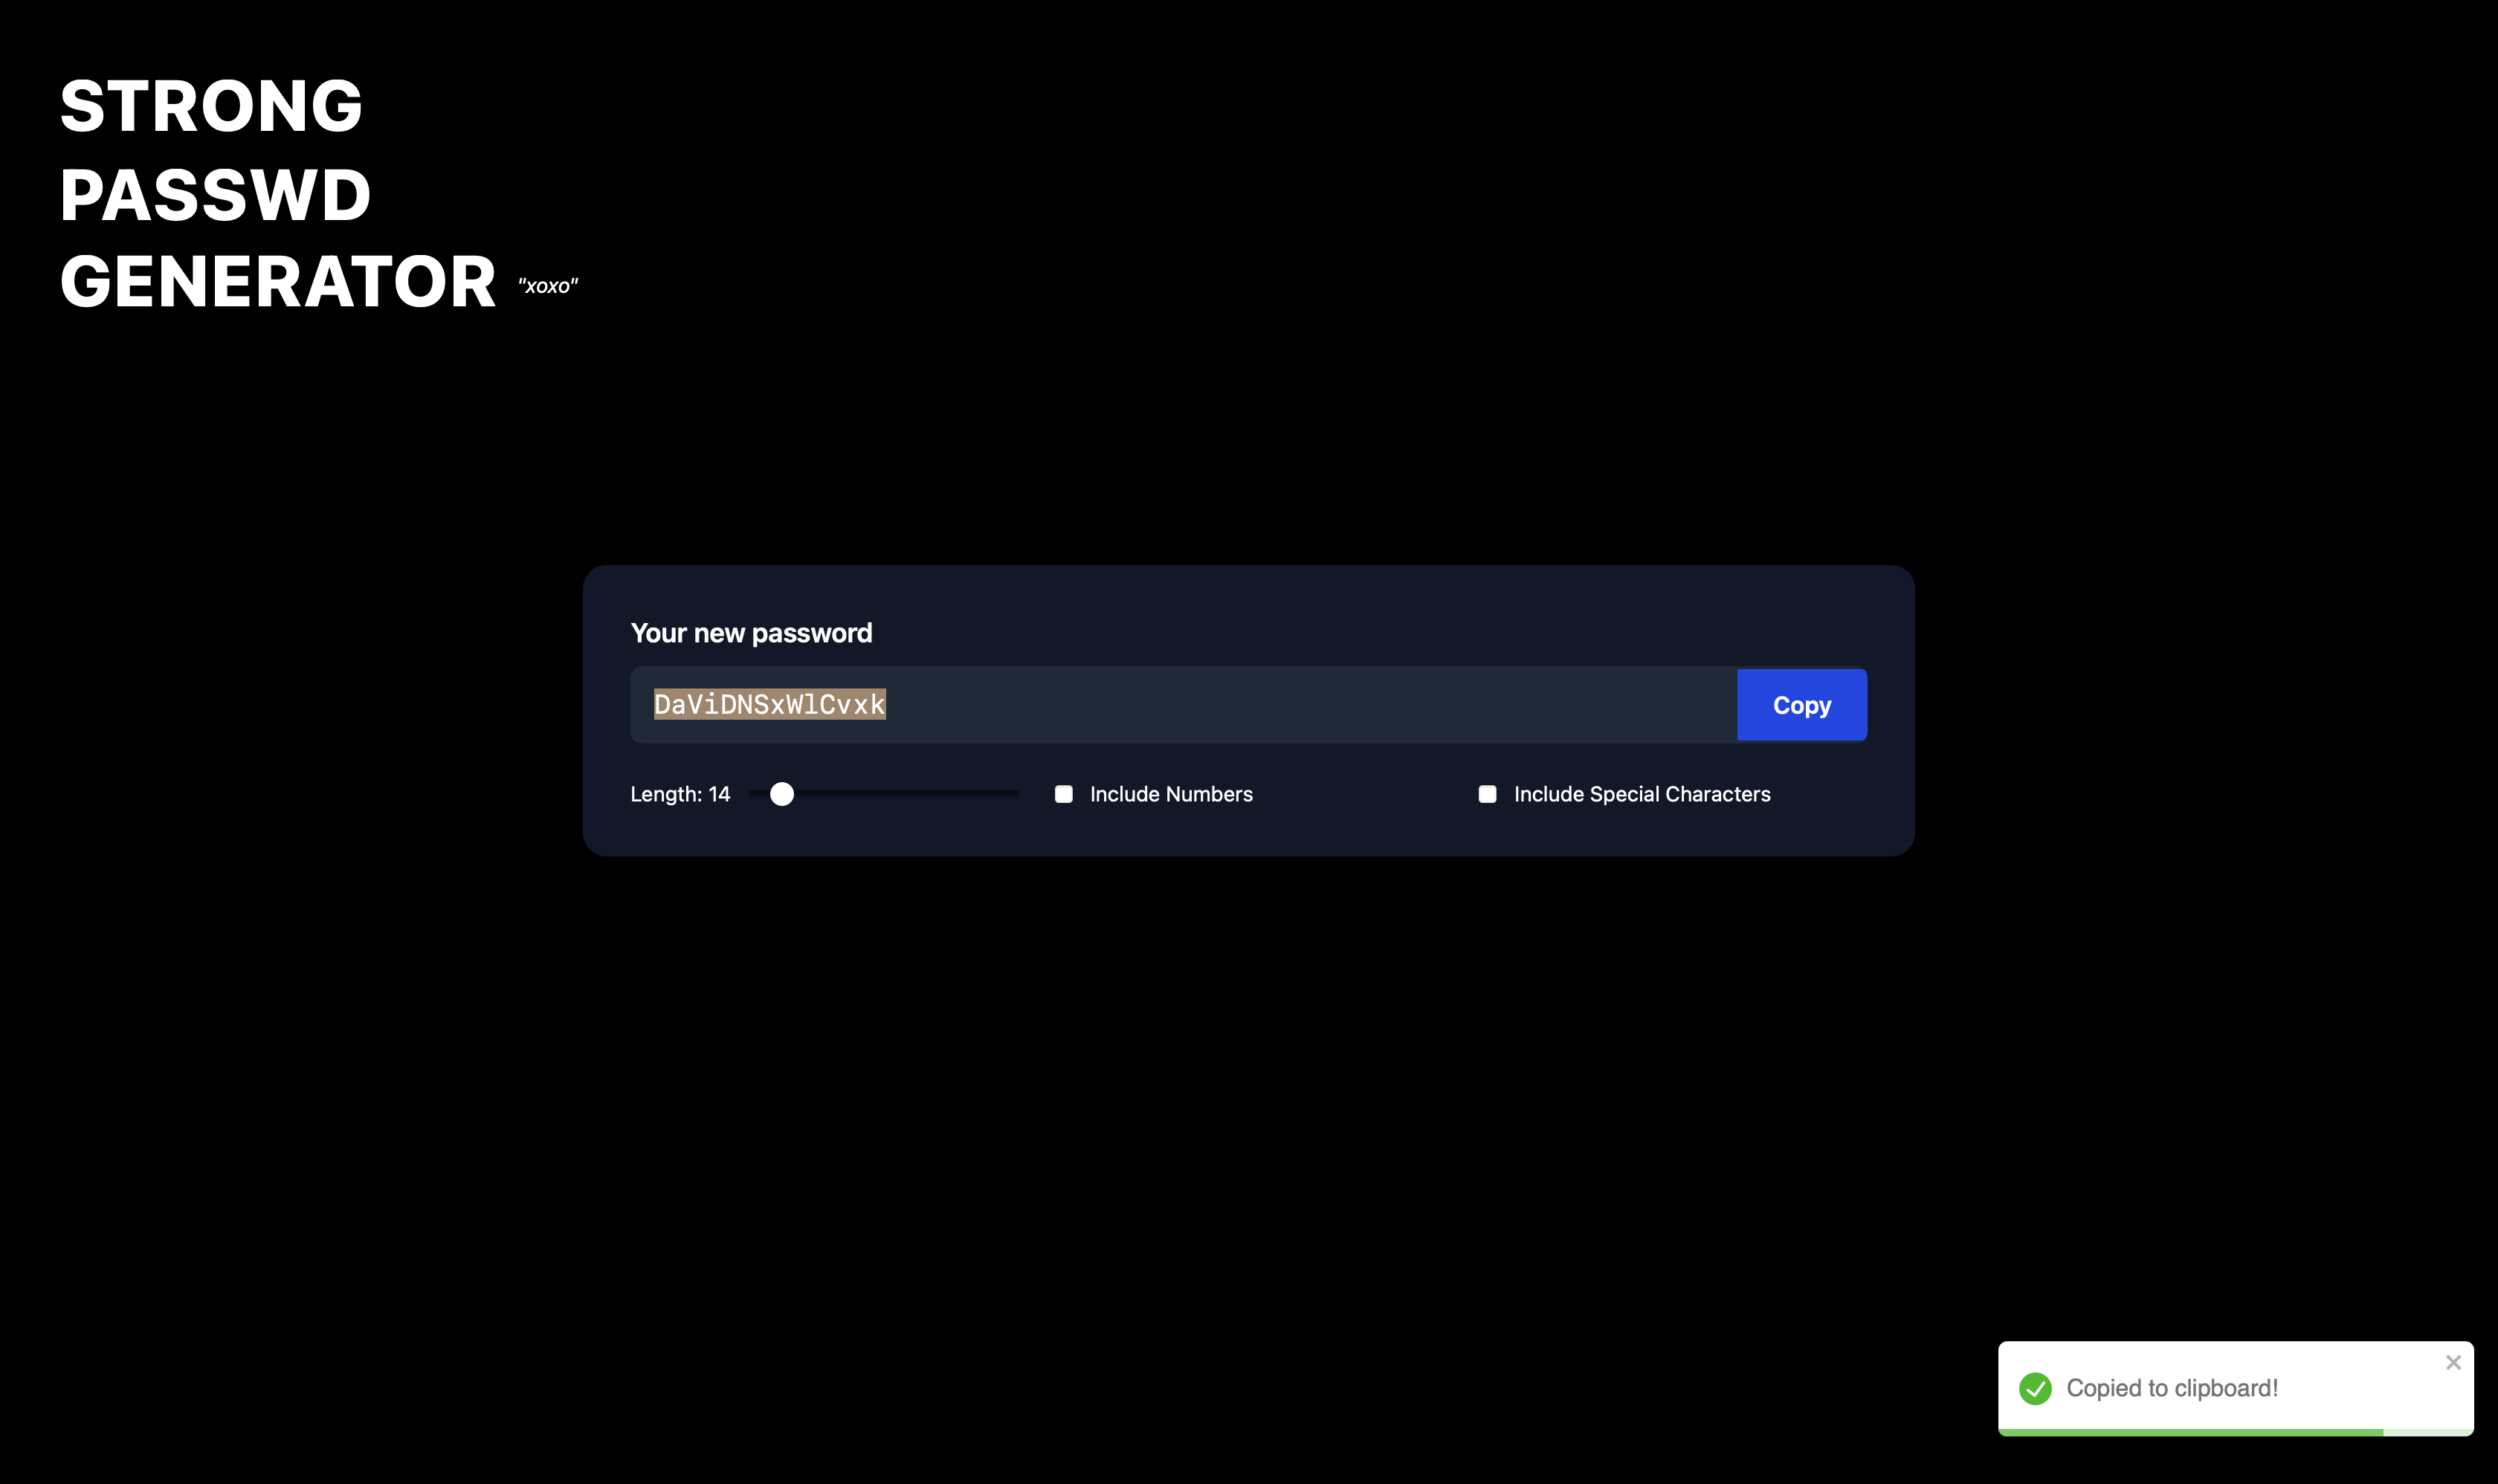 STRONG
PASSWD
GENERATOR "xoxo"
Your new password
DaViDNSxWlCvxk
Copy
Length: 14
Include Numbers
Include Special Characters
Copied to clipboard!